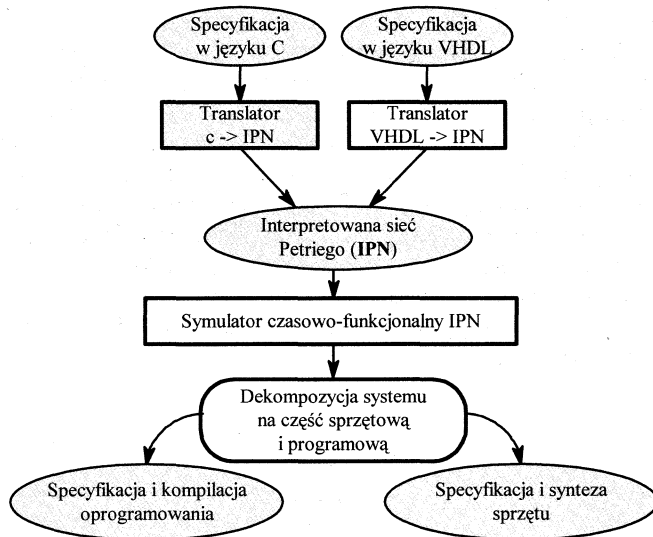 Specyfikacja
w języku C
Specyfikacja
w języku VHDL
Translator
c -> IPN
Translator
VHDL -> IPN
Interpretowana sieć
Petriego (IPN)
Symulator czasowo-funkcjonalny IPN
Dekompozycja systemu
na część sprzętową
i programową
Specyfikacja i kompilacja
oprogramowania
Specyfikacja i synteza
sprzętu